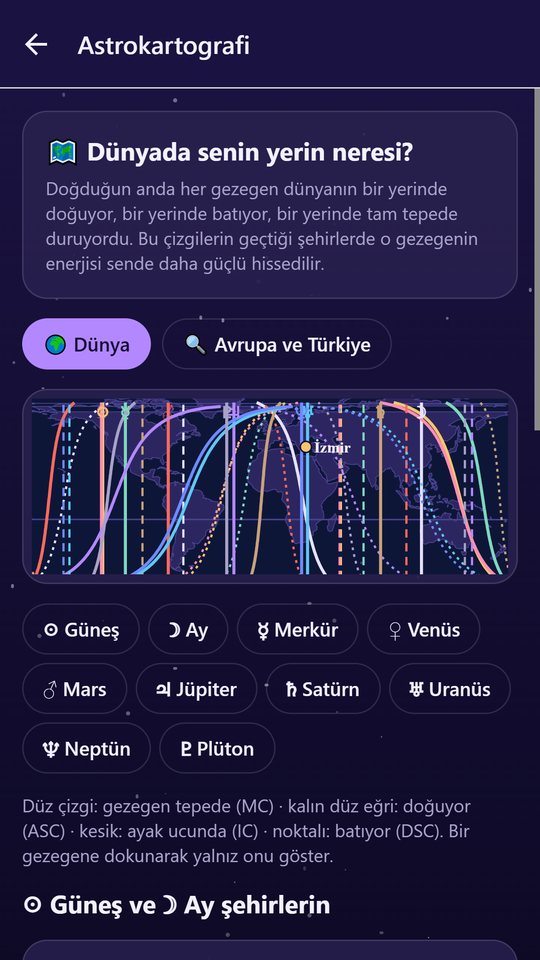 ← Astrokartografi
🗺️ Dünyada senin yerin neresi?
Doğduğun anda her gezegen dünyanın bir yerinde
doğuyor, bir yerinde batıyor, bir yerinde tam tepede
duruyordu. Bu çizgilerin geçtiği şehirlerde o gezegenin
enerjisi sende daha güçlü hissedilir.
🌍 Dünya 🔍 Avrupa ve Türkiye
İzmir
☉ Güneş ☽ Ay ☿ Merkür ♀ Venüs
♂ Mars ♃ Jüpiter ♄ Satürn ♅ Uranüs
♆ Neptün ♇ Plüton
Düz çizgi: gezegen tepede (MC) · kalın düz eğri: doğuyor
(ASC) · kesik: ayak ucunda (IC) · noktalı: batıyor (DSC). Bir
gezegene dokunarak yalnız onu göster.
☉ Güneş ve ☽ Ay şehirlerin